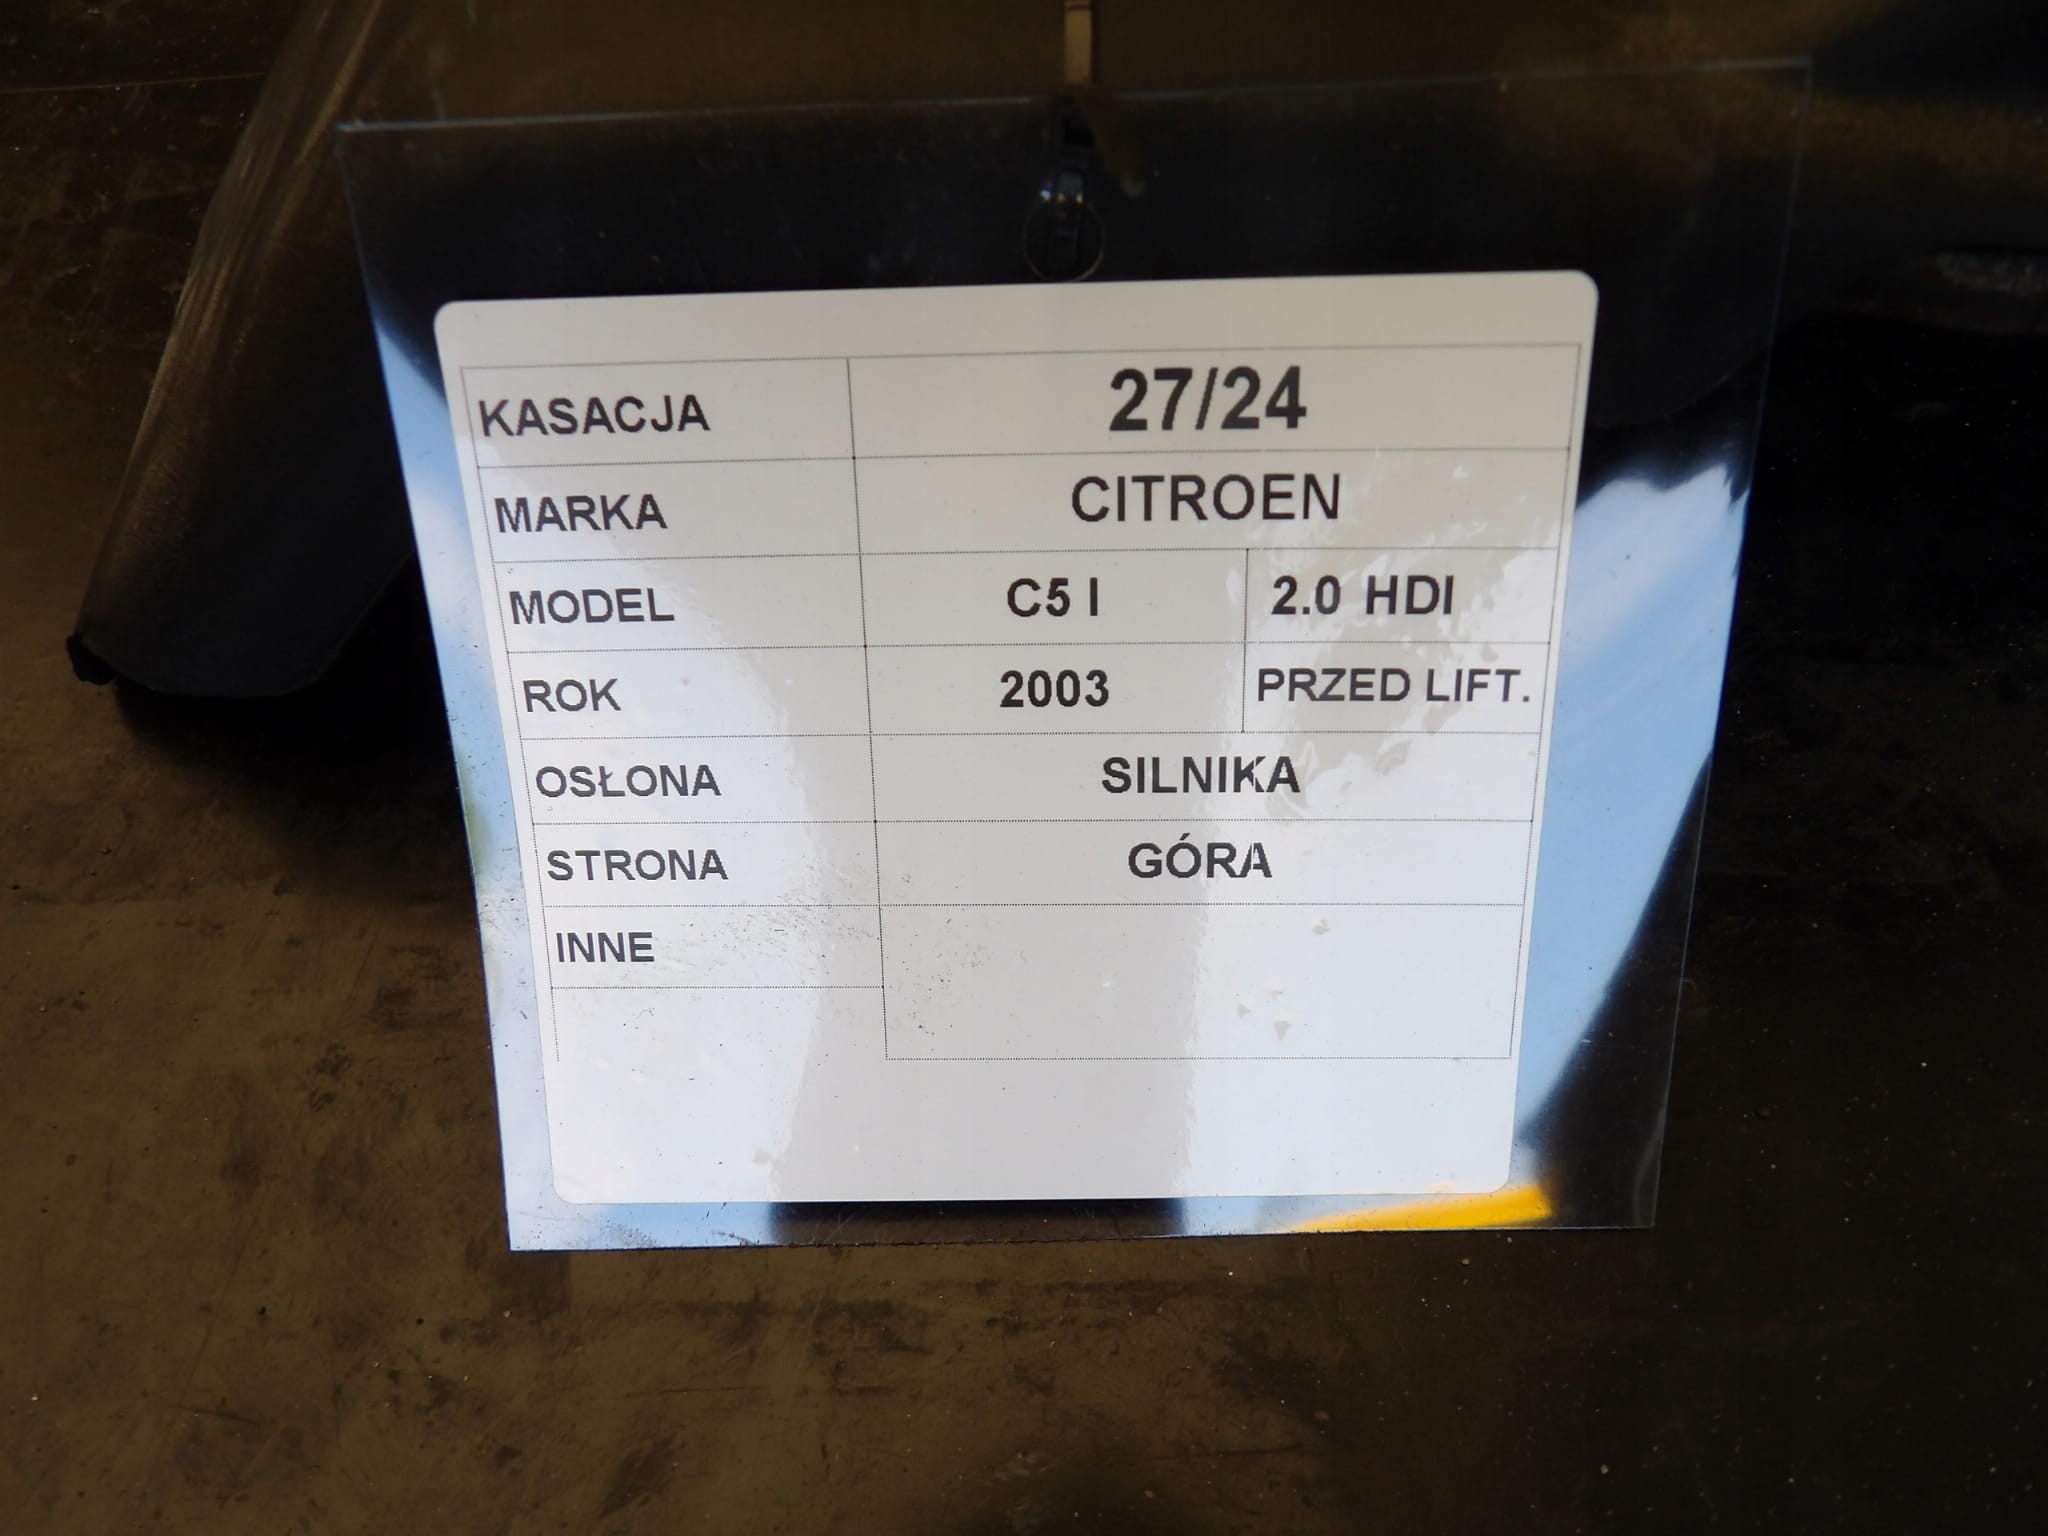 KASACJA 27/24
MARKA CITROEN
MODEL C5 I 2.0 HDI
ROK 2003 PRZED LIFT.
OSŁONA SILNIKA
STRONA GÓRA
INNE